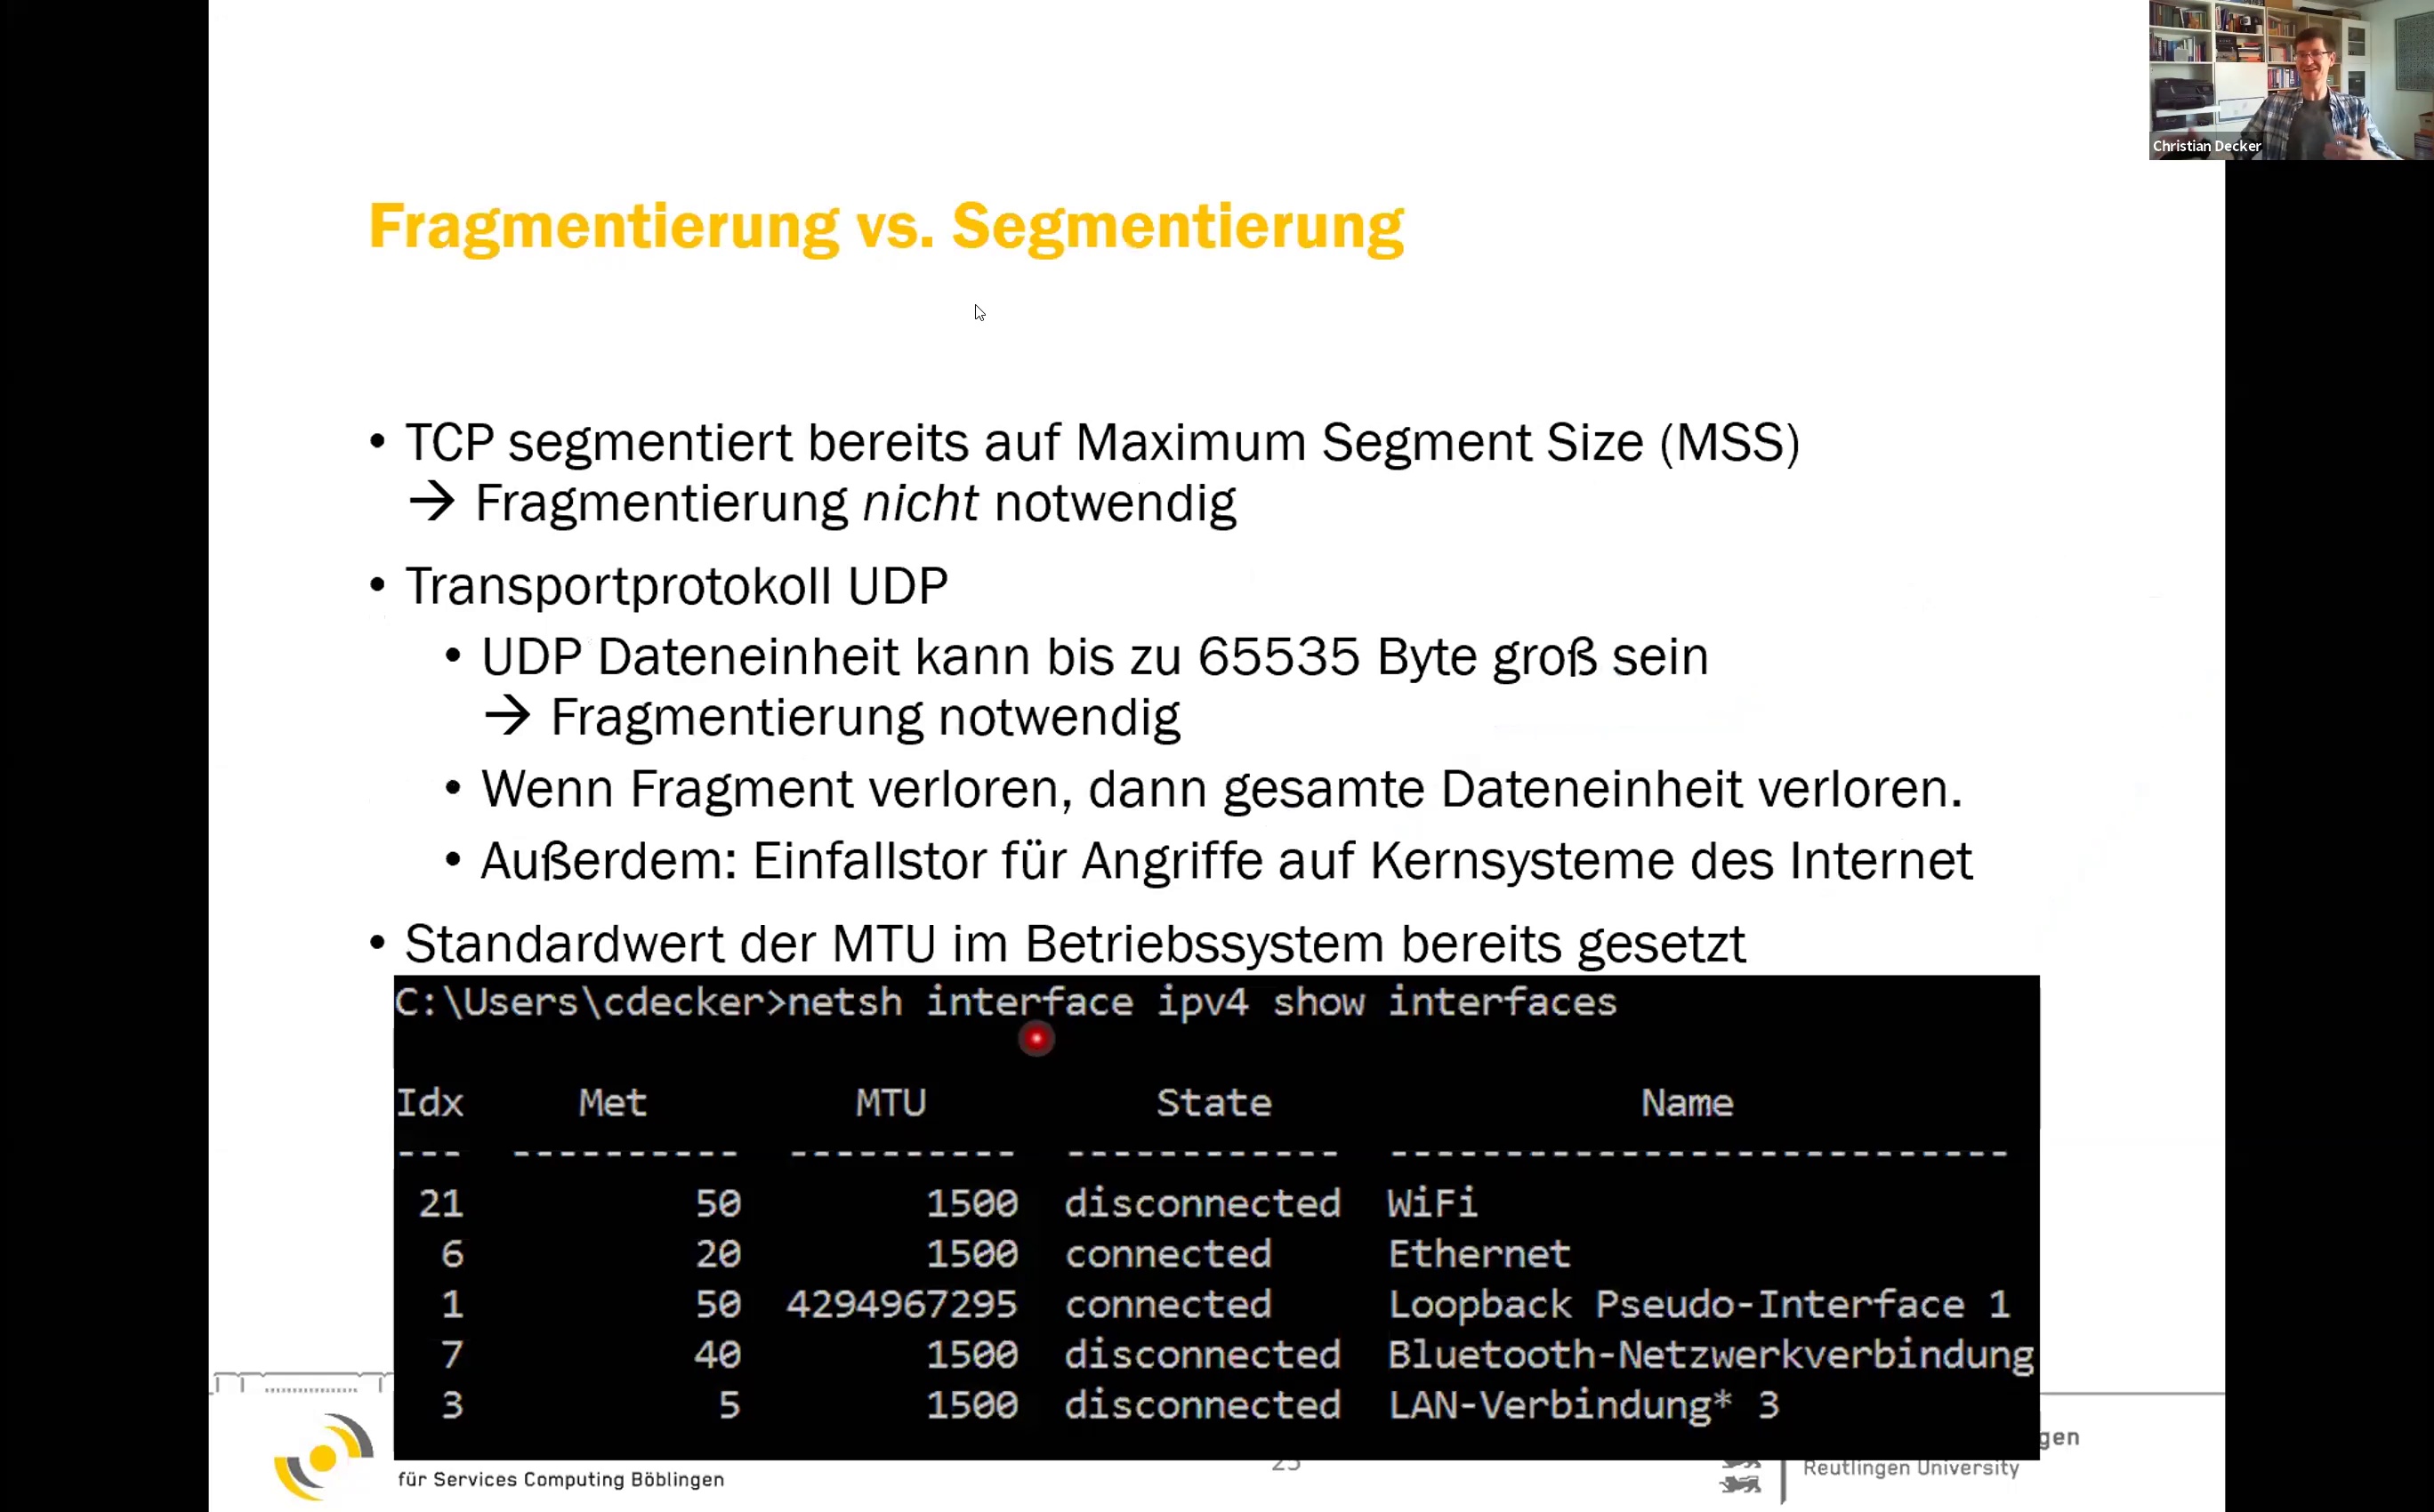 Christian Decker
Fragmentierung vs. Segmentierung
• TCP segmentiert bereits auf Maximum Segment Size (MSS)
→ Fragmentierung nicht notwendig
• Transportprotokoll UDP
• UDP Dateneinheit kann bis zu 65535 Byte groß sein
→ Fragmentierung notwendig
• Wenn Fragment verloren, dann gesamte Dateneinheit verloren.
• Außerdem: Einfallstor für Angriffe auf Kernsysteme des Internet
• Standardwert der MTU im Betriebssystem bereits gesetzt
C:\Users\cdecker>netsh interface ipv4 show interfaces
Idx Met MTU State Name
--- ---------- ---------- ------------ ---------------------------
21 50 1500 disconnected WiFi
6 20 1500 connected Ethernet
1 50 4294967295 connected Loopback Pseudo-Interface 1
7 40 1500 disconnected Bluetooth-Netzwerkverbindung
3 5 1500 disconnected LAN-Verbindung* 3
gen
für Services Computing Böblingen
Reutlingen University